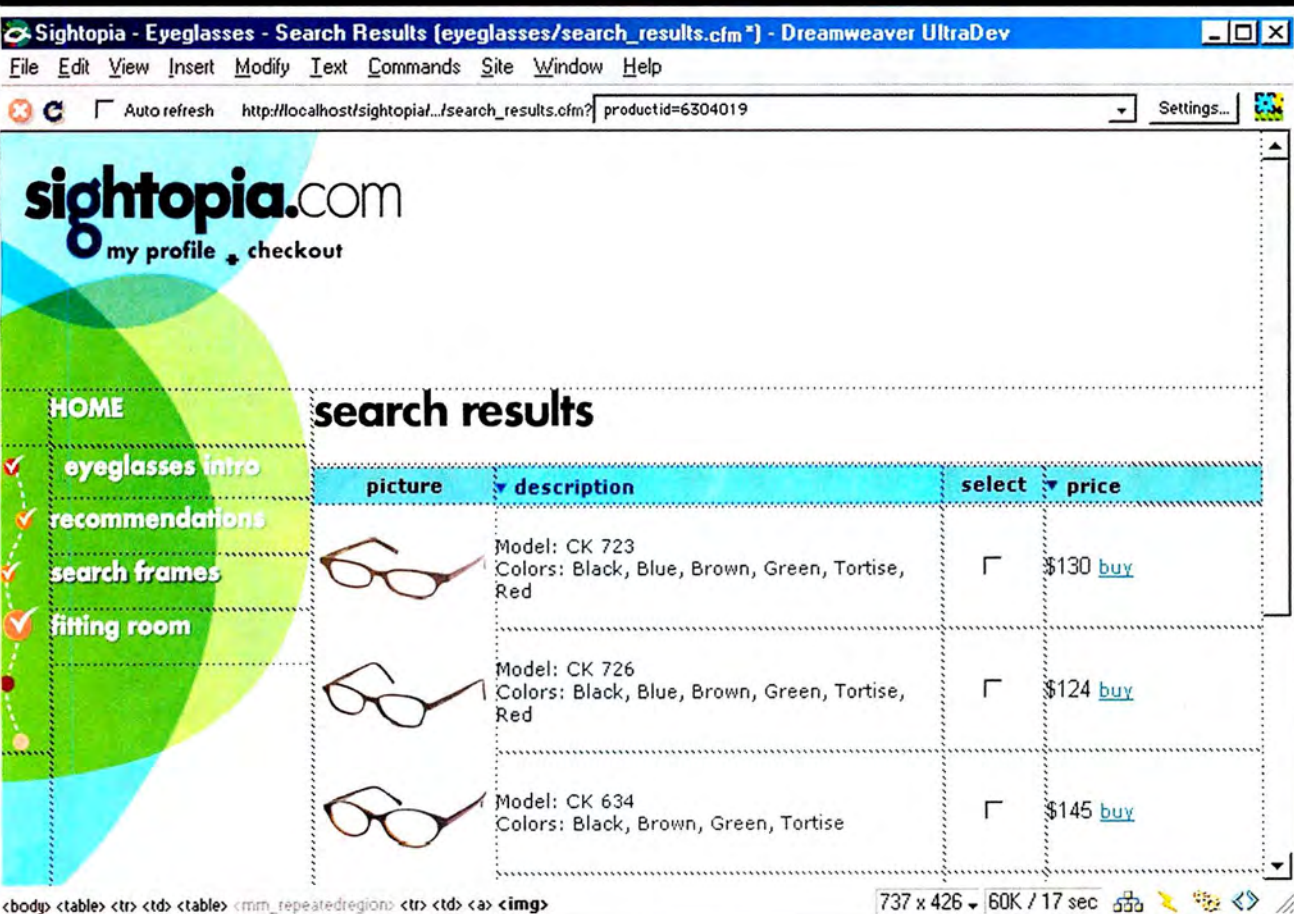 Sightopia - Eyeglasses - Search Results (eyeglasses/search_results.cfm*) - Dreamweaver UltraDev
File Edit View Insert Modify Text Commands Site Window Help
Auto refresh http://localhost/sightopia/.../search_results.cfm? productid=6304019 Settings...
sightopia.com
my profile checkout
HOME
search results
eyeglasses intro
picture description select price
recommendations
Model: CK 723
Colors: Black, Blue, Brown, Green, Tortise,
Red
$130 buy
search frames
fitting room
Model: CK 726
Colors: Black, Blue, Brown, Green, Tortise,
Red
$124 buy
Model: CK 634
Colors: Black, Brown, Green, Tortise
$145 buy
<body> <table> <tr> <td> <table> <mm_repeatedregion> <tr> <td> <a> <img>
737 x 426 60K / 17 sec